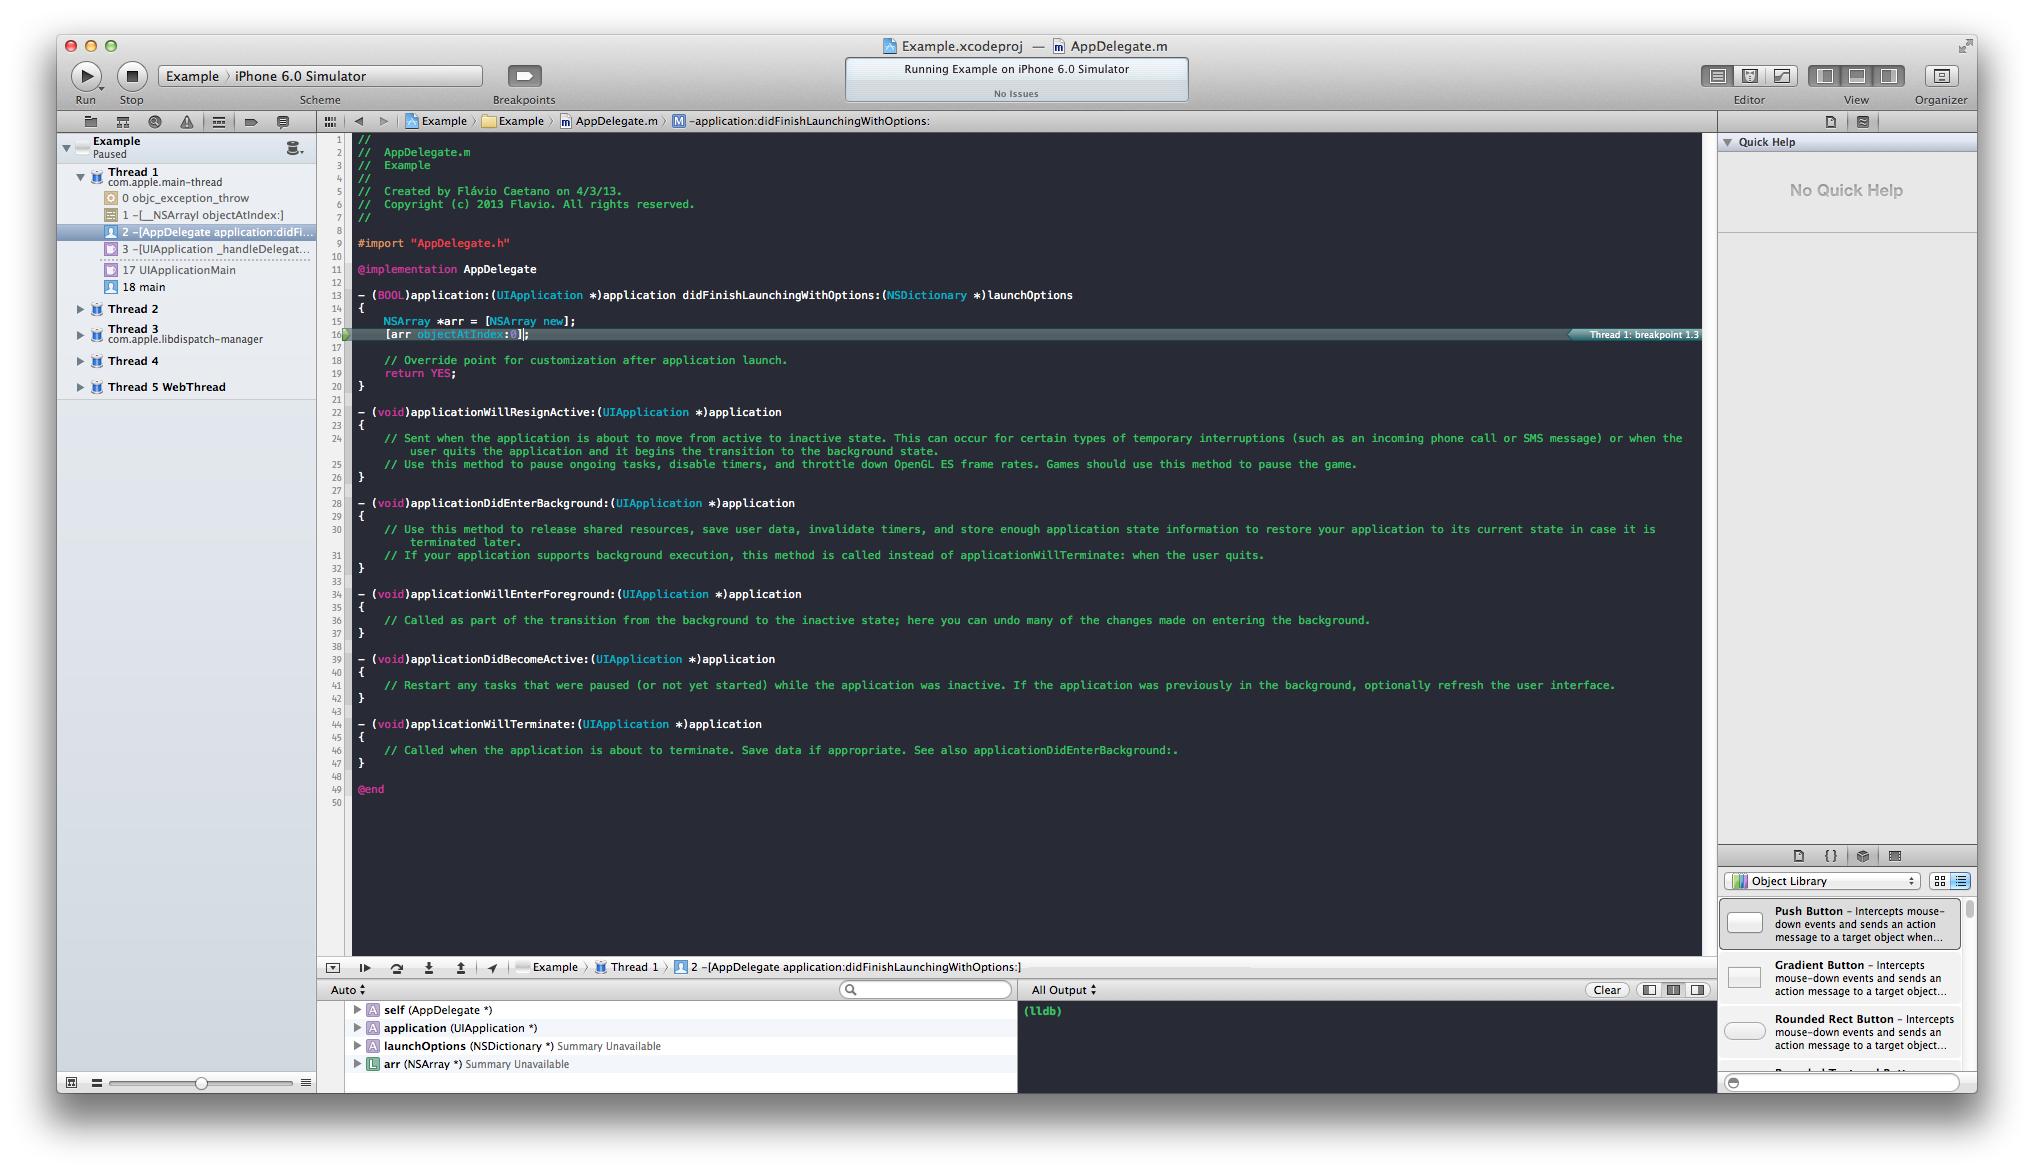 Example.xcodeproj — AppDelegate.m
Run
Stop
Example › iPhone 6.0 Simulator
Scheme
Breakpoints
Running Example on iPhone 6.0 Simulator
No Issues
Editor
View
Organizer
Example › Example › AppDelegate.m › M -application:didFinishLaunchingWithOptions:
Example
Paused
Thread 1
com.apple.main-thread
0 objc_exception_throw
1 -[__NSArrayI objectAtIndex:]
2 -[AppDelegate application:didFi...
3 -[UIApplication _handleDelegat...
17 UIApplicationMain
18 main
Thread 2
Thread 3
com.apple.libdispatch-manager
Thread 4
Thread 5 WebThread
1 //
2 //  AppDelegate.m
3 //  Example
4 //
5 //  Created by Flávio Caetano on 4/3/13.
6 //  Copyright (c) 2013 Flavio. All rights reserved.
7 //
8
9 #import "AppDelegate.h"
10
11 @implementation AppDelegate
12
13 - (BOOL)application:(UIApplication *)application didFinishLaunchingWithOptions:(NSDictionary *)launchOptions
14 {
15     NSArray *arr = [NSArray new];
16     [arr objectAtIndex:0]; Thread 1: breakpoint 1.3
17
18     // Override point for customization after application launch.
19     return YES;
20 }
21
22 - (void)applicationWillResignActive:(UIApplication *)application
23 {
24     // Sent when the application is about to move from active to inactive state. This can occur for certain types of temporary interruptions (such as an incoming phone call or SMS message) or when the
user quits the application and it begins the transition to the background state.
25     // Use this method to pause ongoing tasks, disable timers, and throttle down OpenGL ES frame rates. Games should use this method to pause the game.
26 }
27
28 - (void)applicationDidEnterBackground:(UIApplication *)application
29 {
30     // Use this method to release shared resources, save user data, invalidate timers, and store enough application state information to restore your application to its current state in case it is
terminated later.
31     // If your application supports background execution, this method is called instead of applicationWillTerminate: when the user quits.
32 }
33
34 - (void)applicationWillEnterForeground:(UIApplication *)application
35 {
36     // Called as part of the transition from the background to the inactive state; here you can undo many of the changes made on entering the background.
37 }
38
39 - (void)applicationDidBecomeActive:(UIApplication *)application
40 {
41     // Restart any tasks that were paused (or not yet started) while the application was inactive. If the application was previously in the background, optionally refresh the user interface.
42 }
43
44 - (void)applicationWillTerminate:(UIApplication *)application
45 {
46     // Called when the application is about to terminate. Save data if appropriate. See also applicationDidEnterBackground:.
47 }
48
49 @end
50
Example › Thread 1 › 2 -[AppDelegate application:didFinishLaunchingWithOptions:]
Auto
A self (AppDelegate *)
A application (UIApplication *)
A launchOptions (NSDictionary *) Summary Unavailable
L arr (NSArray *) Summary Unavailable
All Output
Clear
(lldb)
Quick Help
No Quick Help
{ }
Object Library
Push Button – Intercepts mouse-
down events and sends an action
message to a target object when...
Gradient Button – Intercepts
mouse-down events and sends an
action message to a target object...
Rounded Rect Button – Intercepts
mouse-down events and sends an
action message to a target object...